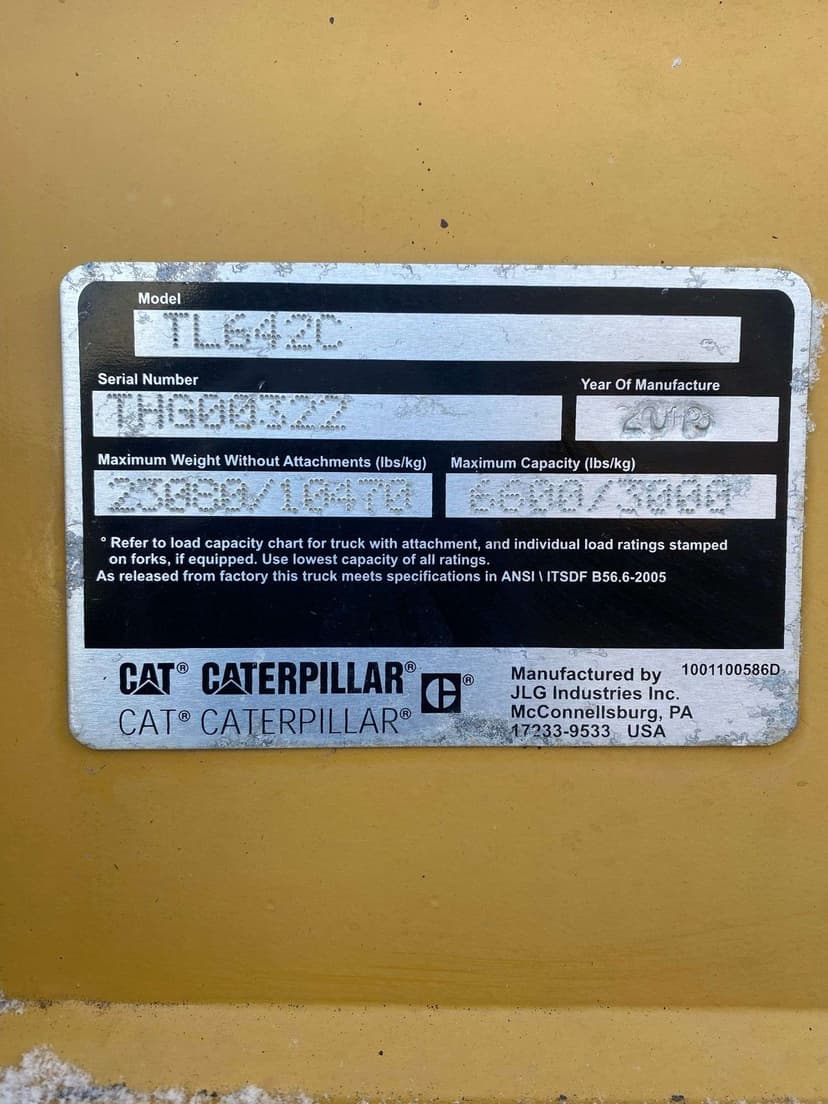 Model
TL642C
Serial Number
THG00322
Year Of Manufacture
Maximum Weight Without Attachments (lbs/kg)
Maximum Capacity (lbs/kg)
23080/10470
6600/3000
° Refer to load capacity chart for truck with attachment, and individual load ratings stamped
on forks, if equipped. Use lowest capacity of all ratings.
As released from factory this truck meets specifications in ANSI \ ITSDF B56.6-2005
CAT® CATERPILLAR®
CAT® CATERPILLAR®
C®
Manufactured by
1001100586D
JLG Industries Inc.
McConnellsburg, PA
17233-9533 USA